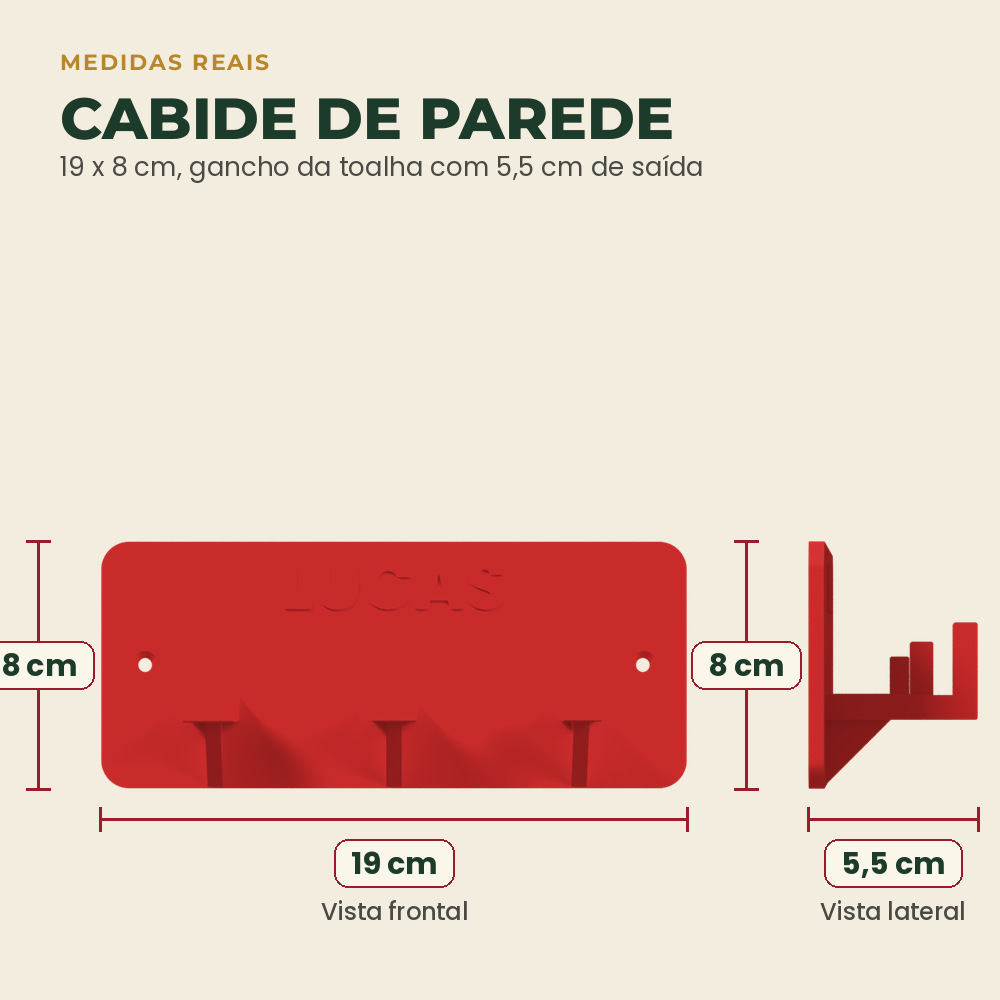 MEDIDAS REAIS
CABIDE DE PAREDE
19 x 8 cm, gancho da toalha com 5,5 cm de saída
LUCAS
8 cm
8 cm
19 cm
5,5 cm
Vista frontal
Vista lateral